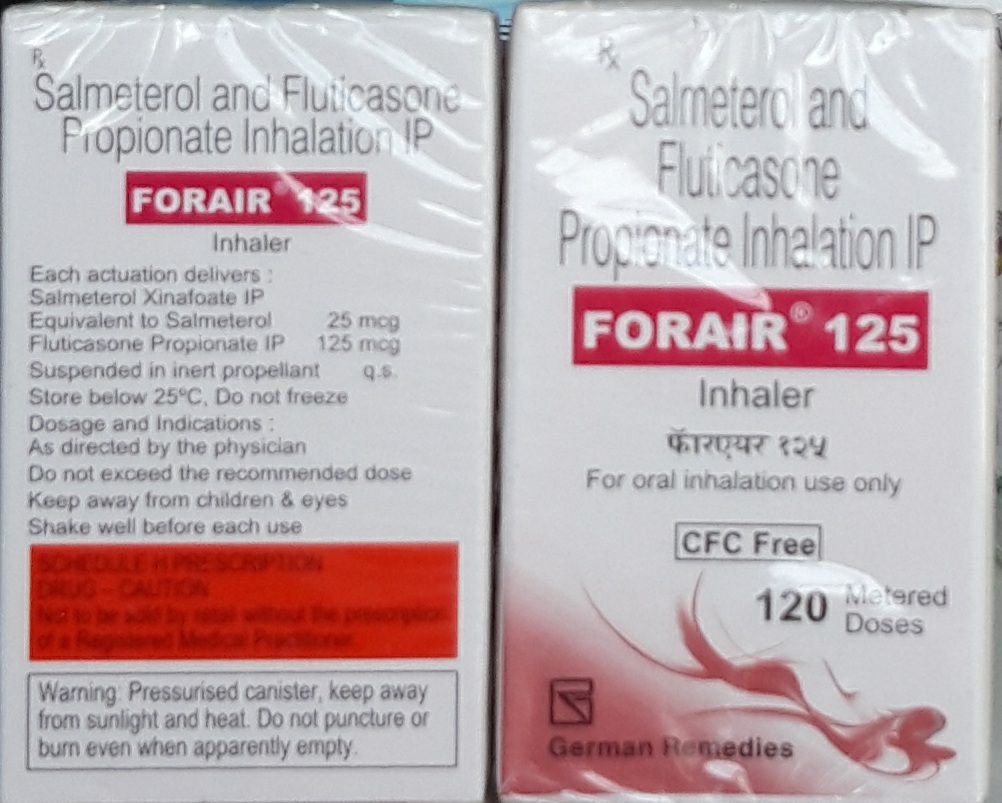 Rx
Salmeterol and Fluticasone
Propionate Inhalation IP
FORAIR® 125
Inhaler
Each actuation delivers :
Salmeterol Xinafoate IP
Equivalent to Salmeterol 25 mcg
Fluticasone Propionate IP 125 mcg
Suspended in inert propellant q.s.
Store below 25°C, Do not freeze
Dosage and Indications :
As directed by the physician
Do not exceed the recommended dose
Keep away from children & eyes
Shake well before each use
SCHEDULE H PRESCRIPTION
DRUG – CAUTION
Not to be sold by retail without the prescription
of a Registered Medical Practitioner.
Warning: Pressurised canister, keep away
from sunlight and heat. Do not puncture or
burn even when apparently empty.
Rx
Salmeterol and
Fluticasone
Propionate Inhalation IP
FORAIR® 125
Inhaler
फॅारएयर १२५
For oral inhalation use only
CFC Free
120 Metered
Doses
German Remedies